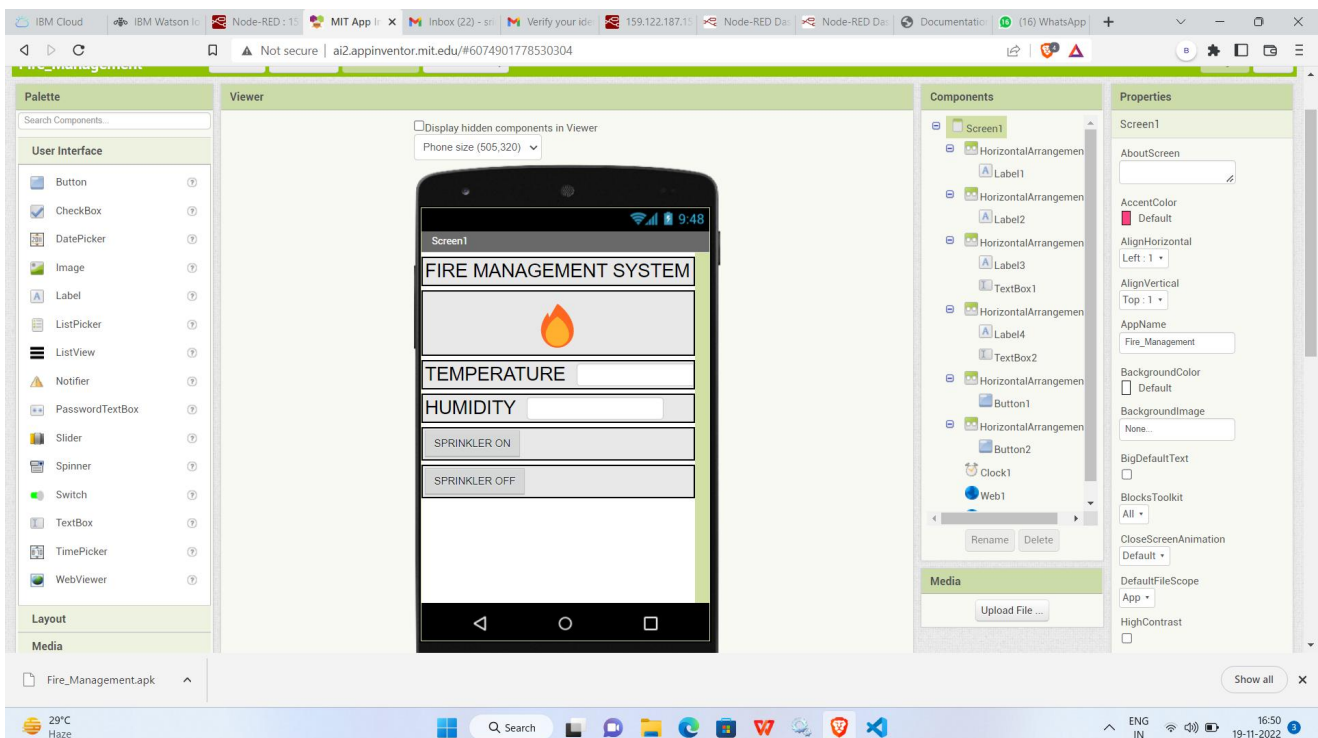 IBM Cloud
IBM Watson Io
Node-RED : 15
MIT App In
Inbox (22) - sri
Verify your ide
159.122.187.15
Node-RED Das
Node-RED Das
Documentatio
(16) WhatsApp
Not secure | ai2.appinventor.mit.edu/#6074901778530304
Fire_Management
Palette
Search Components...
User Interface
Button
CheckBox
DatePicker
Image
Label
ListPicker
ListView
Notifier
PasswordTextBox
Slider
Spinner
Switch
TextBox
TimePicker
WebViewer
Layout
Media
Viewer
Display hidden components in Viewer
Phone size (505,320)
9:48
Screen1
FIRE MANAGEMENT SYSTEM
TEMPERATURE
HUMIDITY
SPRINKLER ON
SPRINKLER OFF
Components
Screen1
HorizontalArrangemen
Label1
HorizontalArrangemen
Label2
HorizontalArrangemen
Label3
TextBox1
HorizontalArrangemen
Label4
TextBox2
HorizontalArrangemen
Button1
HorizontalArrangemen
Button2
Clock1
Web1
Rename Delete
Media
Upload File ...
Properties
Screen1
AboutScreen
AccentColor
Default
AlignHorizontal
Left : 1
AlignVertical
Top : 1
AppName
Fire_Management
BackgroundColor
Default
BackgroundImage
None...
BigDefaultText
BlocksToolkit
All
CloseScreenAnimation
Default
DefaultFileScope
App
HighContrast
Fire_Management.apk
Show all
29°C
Haze
Search
ENG
IN
16:50
19-11-2022
3